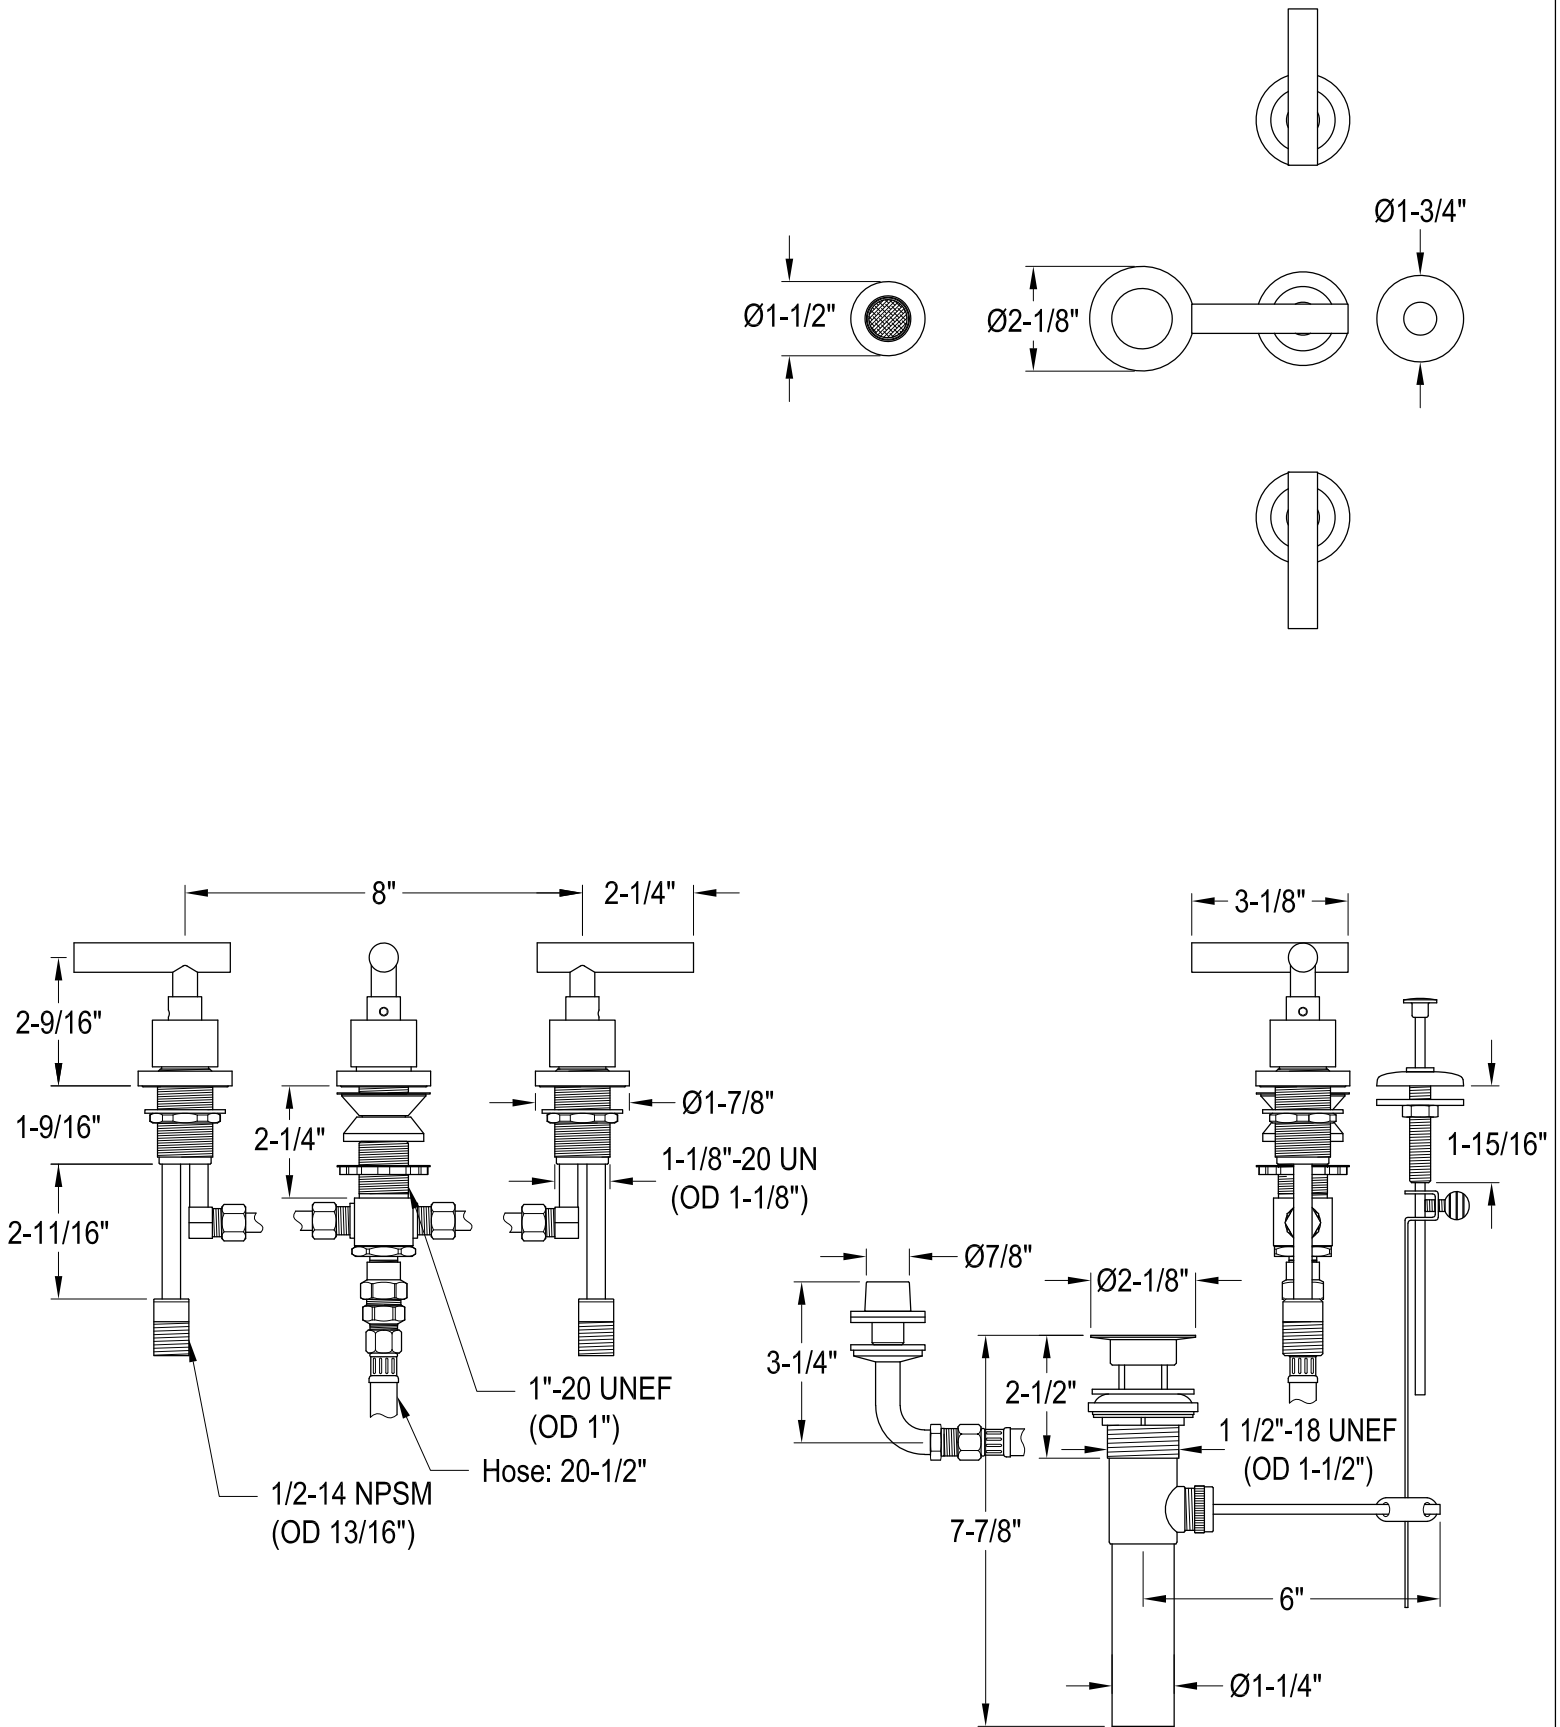 Ø1-3/4"
Ø1-1/2"
Ø2-1/8"
8"
2-1/4"
3-1/8"
2-9/16"
1-9/16"
2-1/4"
Ø1-7/8"
1-1/8"-20 UN
(OD 1-1/8")
1-15/16"
2-11/16"
Ø7/8"
Ø2-1/8"
3-1/4"
2-1/2"
1"-20 UNEF
(OD 1")
1 1/2"-18 UNEF
(OD 1-1/2")
Hose: 20-1/2"
1/2-14 NPSM
(OD 13/16")
7-7/8"
6"
Ø1-1/4"